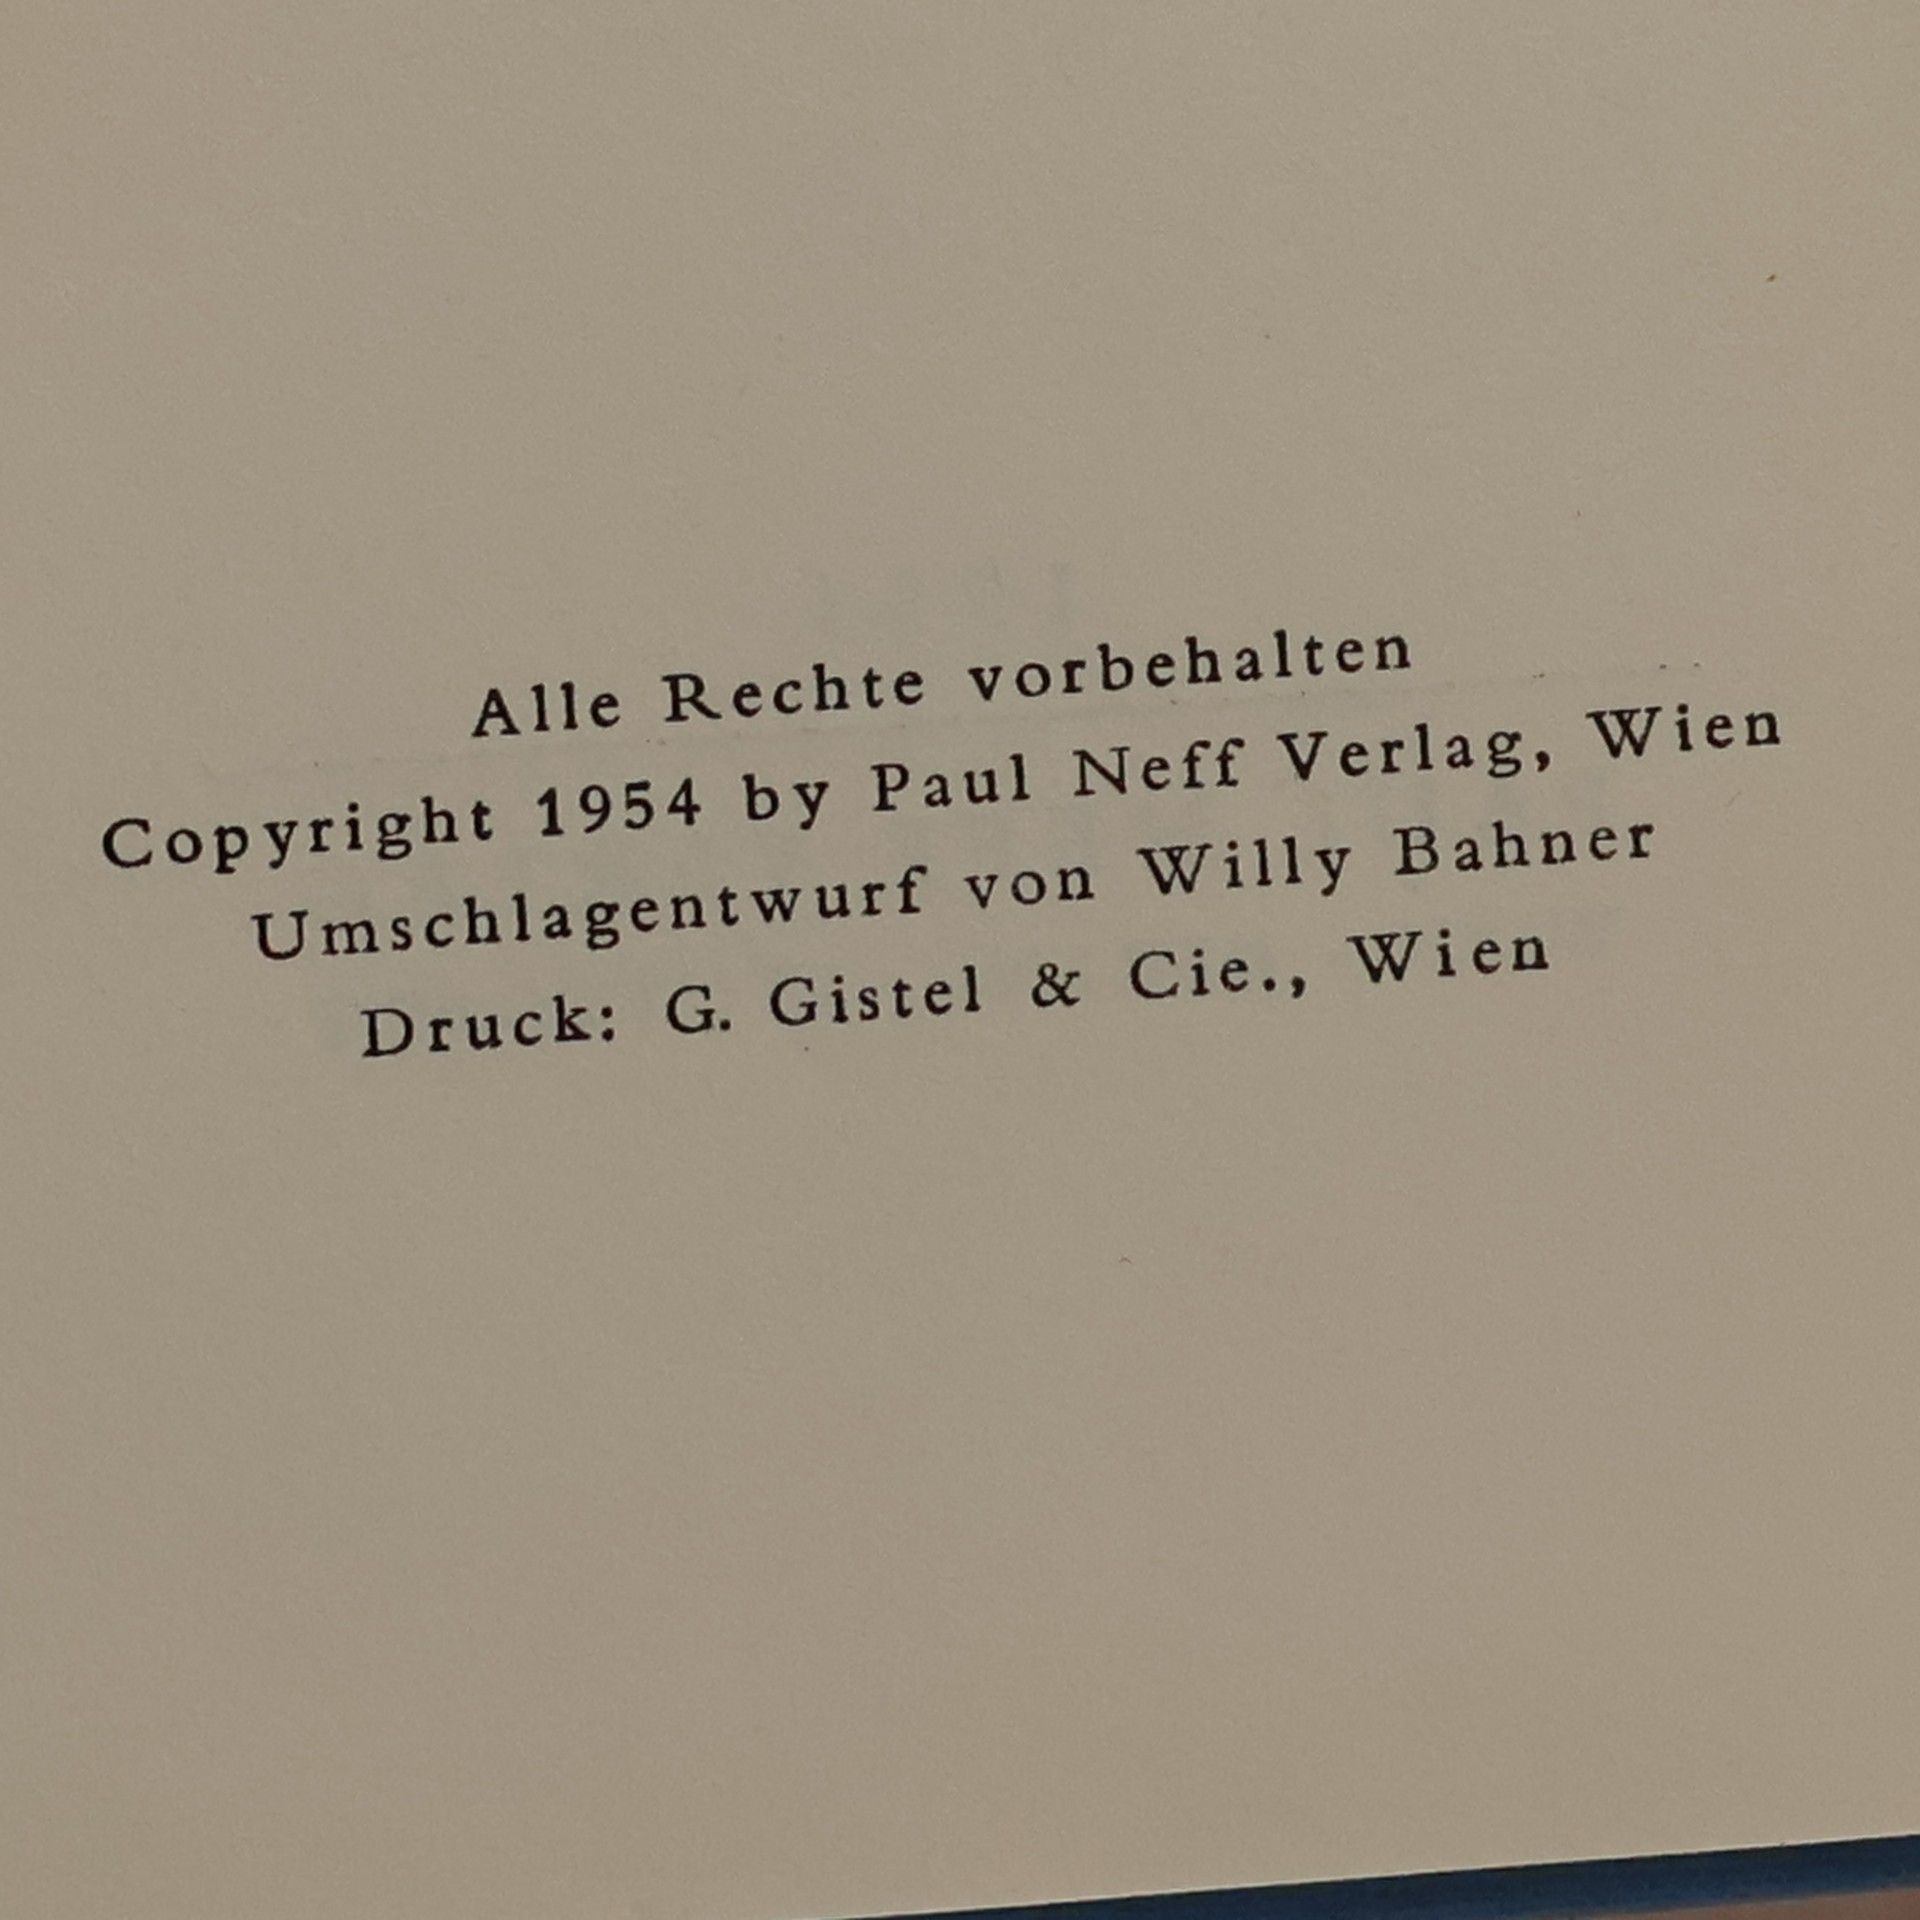 Alle Rechte vorbehalten
Copyright 1954 by Paul Neff Verlag, Wien
Umschlagentwurf von Willy Bahner
Druck: G. Gistel & Cie., Wien